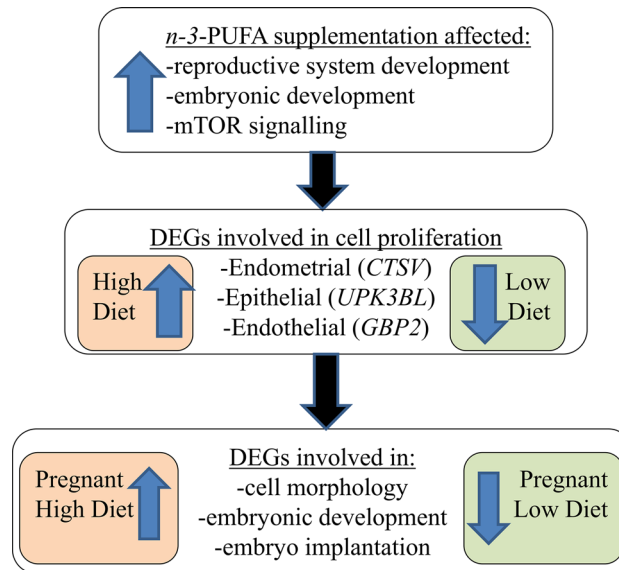 n-3-PUFA supplementation affected:
-reproductive system development
-embryonic development
-mTOR signalling
DEGs involved in cell proliferation
High
Diet
-Endometrial (CTSV)
-Epithelial (UPK3BL)
-Endothelial (GBP2)
Low
Diet
Pregnant
High Diet
DEGs involved in:
-cell morphology
-embryonic development
-embryo implantation
Pregnant
Low Diet